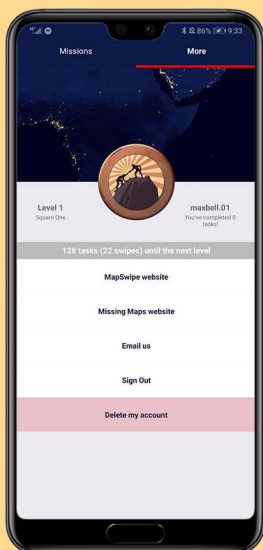 86% 9:33
Missions
More
Level 1
Square One
maxbell.01
You've completed 0
tasks!
128 tasks (22 swipes) until the next level
MapSwipe website
Missing Maps website
Email us
Sign Out
Delete my account